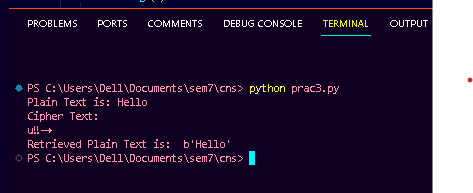 PROBLEMS PORTS COMMENTS DEBUG CONSOLE TERMINAL OUTPUT
PS C:\Users\Dell\Documents\sem7\cns> python prac3.py
Plain Text is: Hello
Cipher Text:
u‼→
Retrieved Plain Text is:  b'Hello'
PS C:\Users\Dell\Documents\sem7\cns>